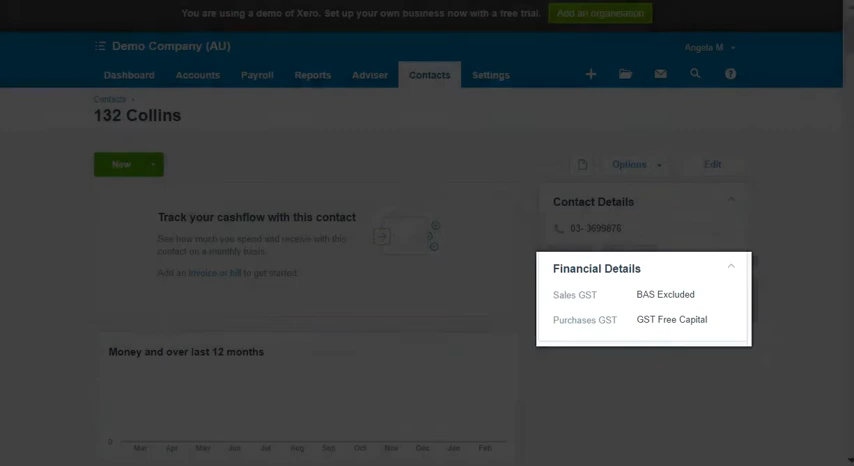 You are using a demo of Xero. Set up your own business now with a free trial. Add an organisation
Demo Company (AU)
Angela M
Dashboard Accounts Payroll Reports Adviser Contacts Settings
Contacts ›
132 Collins
New
Options
Edit
Track your cashflow with this contact
See how much you spend and receive with this
contact on a monthly basis.
Add an invoice or bill to get started.
Contact Details
03- 3699876
Financial Details
Sales GST BAS Excluded
Purchases GST GST Free Capital
Money and over last 12 months
0
Mar Apr May Jun Jul Aug Sep Oct Nov Dec Jan Feb